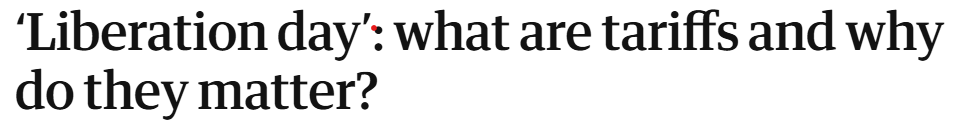 ‘Liberation day’: what are tariffs and why
do they matter?